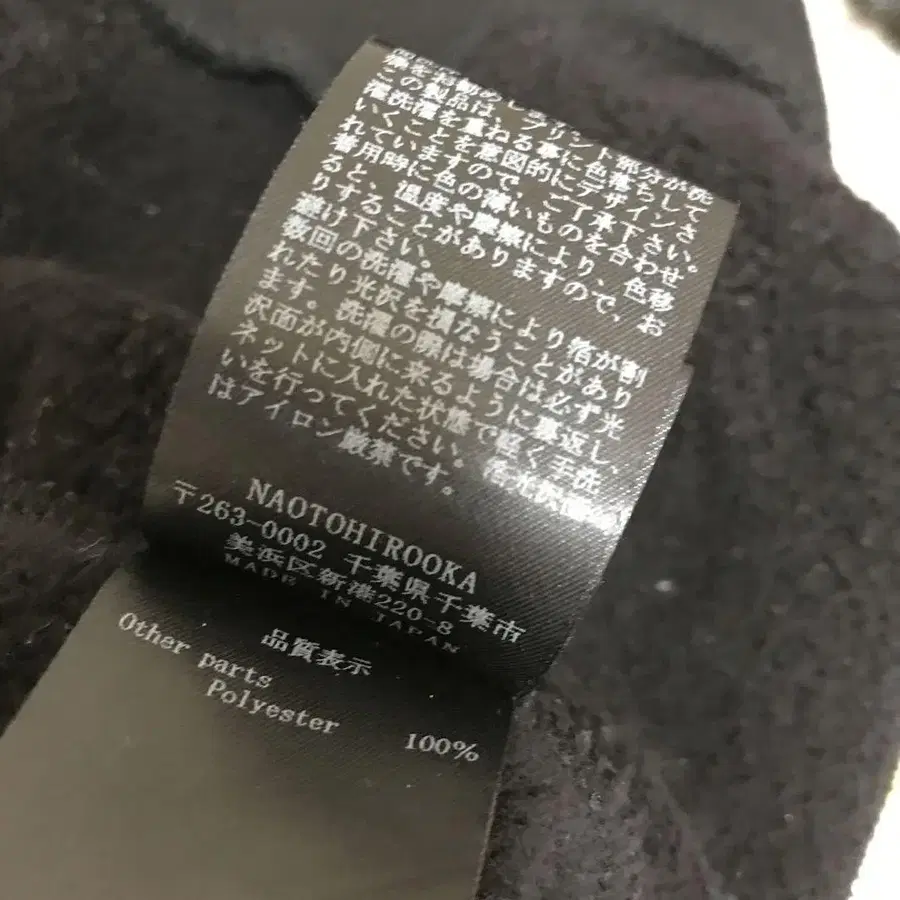 この製品は、プリント部分が洗
濯洗濯を重ねる事に色落ちして
いくことを意図的にデザインさ
れていますので、ご了承下さい。
着用時に色の薄いものを合わせ
ると、温度や摩擦により、色移
りすることがありますので、お
避け下さい。
数回の洗濯や摩擦により箔が割
れたり光沢を損なうことがあり
ます。洗濯の際は場合は必ず光
沢面が内側に来るように裏返し、
ネットに入れた状態で軽く手洗
いを行ってください。
はアイロン厳禁です。
NAOTOHIROOKA
〒263-0002 千葉県千葉市
美浜区新港220-8
MADE IN JAPAN
品質表示
Other parts
Polyester 100%